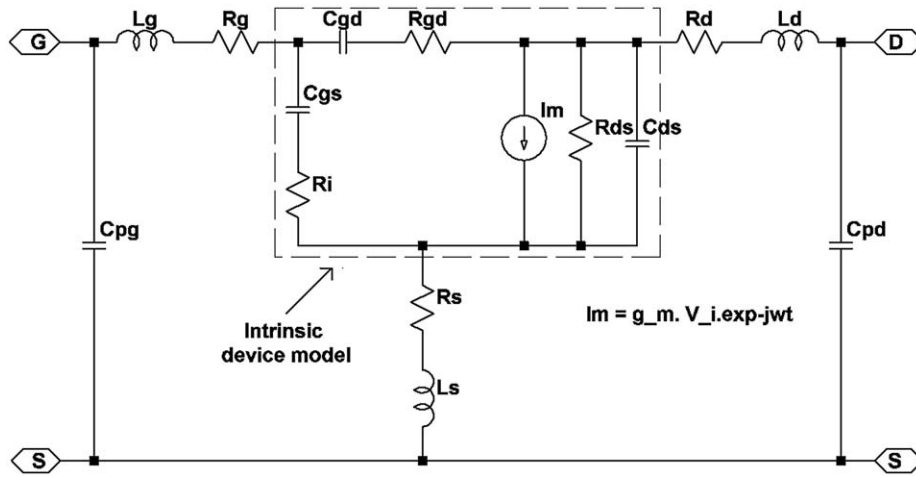 Lg Rg Cgd Rgd Rd Ld
G D
Cgs Im Rds Cds
Ri
Cpg Cpd
Rs Im = g_m. V_i.exp-jwt
Intrinsic
device model
Ls
S S